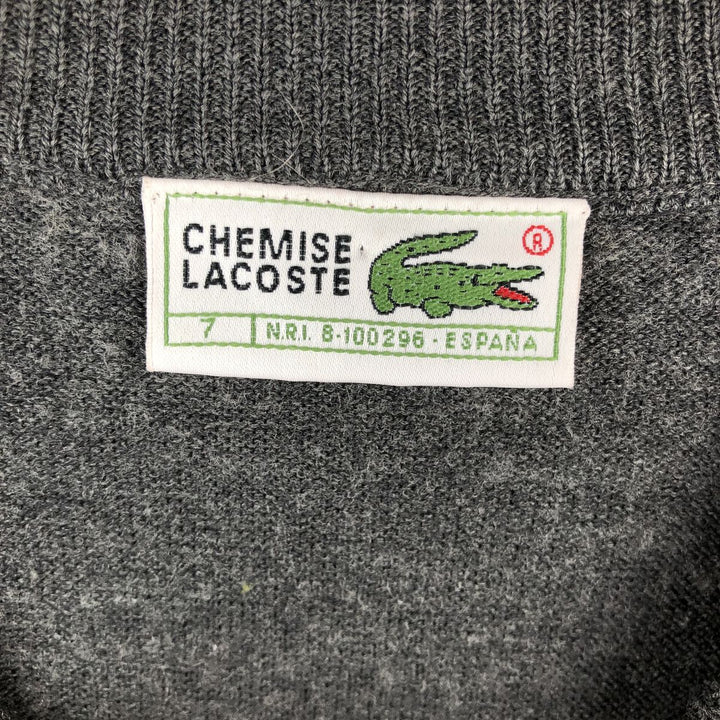 CHEMISE
LACOSTE
®
7 N.R.I. 8-100296 - ESPAÑA